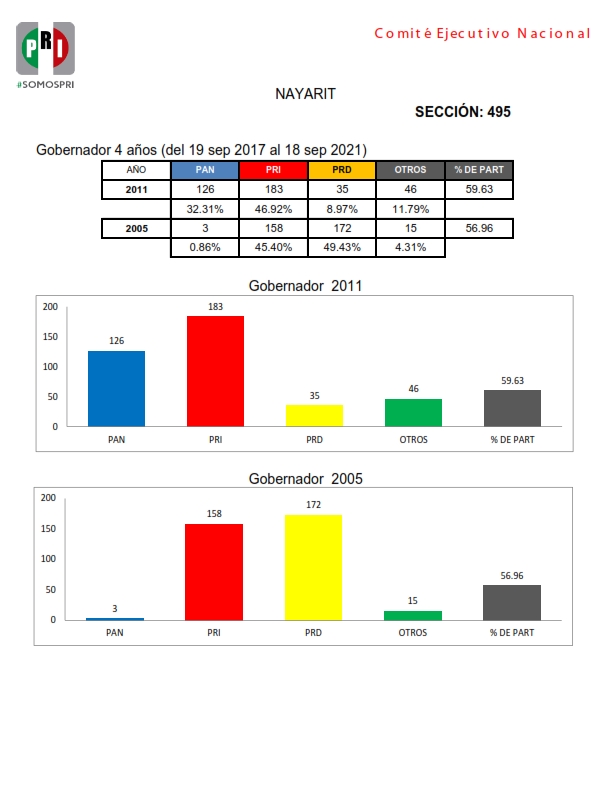 Comité Ejecutivo Nacional
PRI
#SOMOSPRI
NAYARIT
SECCIÓN: 495
Gobernador 4 años (del 19 sep 2017 al 18 sep 2021)
AÑO PAN PRI PRD OTROS % DE PART
2011 126 183 35 46 59.63
32.31% 46.92% 8.97% 11.79%
2005 3 158 172 15 56.96
0.86% 45.40% 49.43% 4.31%
Gobernador 2011
200
150
100
50
0
126
183
35
46
59.63
PAN PRI PRD OTROS % DE PART
Gobernador 2005
200
150
100
50
0
3
158
172
15
56.96
PAN PRI PRD OTROS % DE PART